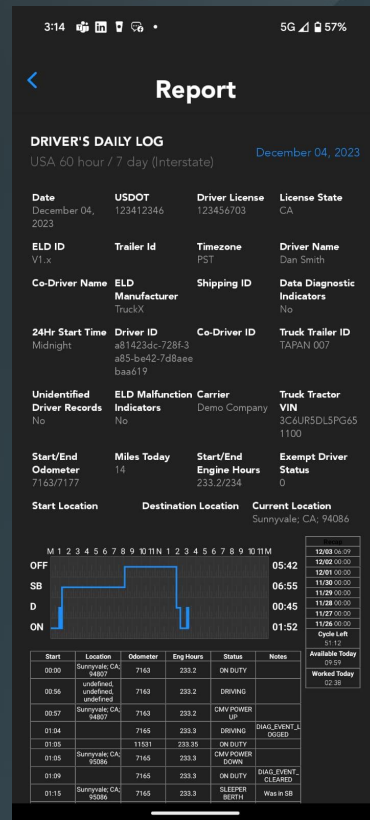 3:14
5G 57%
Report
DRIVER'S DAILY LOG
USA 60 hour / 7 day (Interstate)
December 04, 2023
Date USDOT Driver License License State
December 04, 2023 123412346 123456703 CA
ELD ID Trailer Id Timezone Driver Name
V1.x PST Dan Smith
Co-Driver Name ELD Manufacturer Shipping ID Data Diagnostic Indicators
TruckX No
24Hr Start Time Driver ID Co-Driver ID Truck Trailer ID
Midnight a81423dc-728f-3 TAPAN 007
a85-be42-7d8aee
baa619
Unidentified Driver Records ELD Malfunction Indicators Carrier Truck Tractor VIN
No No Demo Company 3C6UR5DL5PG65
1100
Start/End Odometer Miles Today Start/End Engine Hours Exempt Driver Status
7163/7177 14 233.2/234 0
Start Location Destination Location Current Location
Sunnyvale; CA; 94086
M 1 2 3 4 5 6 7 8 9 10 11 N 1 2 3 4 5 6 7 8 9 10 11 M
OFF 05:42
SB 06:55
D 00:45
ON 01:52
Recap
12/03 06:09
12/02 00:00
12/01 00:00
11/30 00:00
11/29 00:00
11/28 00:00
11/27 00:00
11/26 00:00
Cycle Left
51:12
Available Today
09:59
Worked Today
02:38
Start Location Odometer Eng Hours Status Notes
00:00 Sunnyvale; CA; 94807 7163 233.2 ON DUTY
00:56 undefined, undefined, undefined 7163 233.2 DRIVING
00:57 Sunnyvale; CA; 94807 7163 233.2 CMV POWER UP
01:04 7165 233.3 DRIVING DIAG_EVENT_LOGGED
01:05 11531 233.35 ON DUTY
01:05 Sunnyvale; CA; 95086 7165 233.3 CMV POWER DOWN
01:09 7165 233.3 ON DUTY DIAG_EVENT_CLEARED
01:15 Sunnyvale; CA; 95086 7165 233.3 SLEEPER BERTH Was in SB